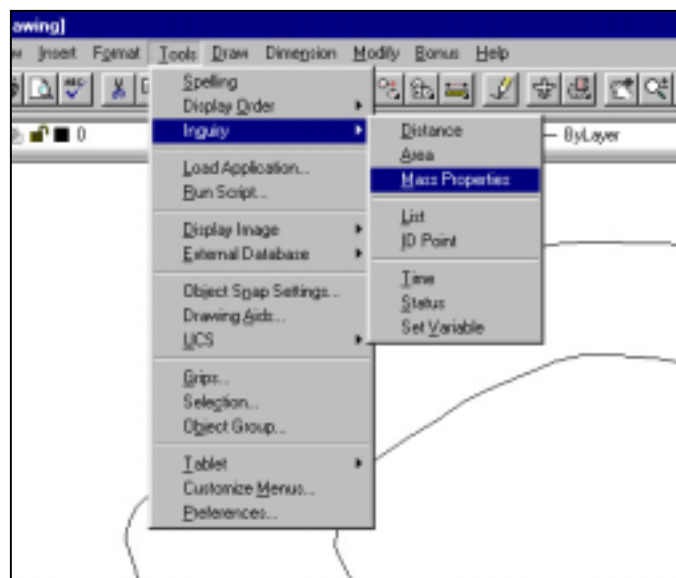 awing]
w Insert Format Tools Draw Dimension Modify Bonus Help
ABC
0
ByLayer
Spelling
Display Order
Inquiry
Load Application...
Run Script...
Display Image
External Database
Object Snap Settings...
Drawing Aids...
UCS
Grips...
Selection...
Object Group...
Tablet
Customize Menus...
Preferences...
Distance
Area
Mass Properties
List
ID Point
Time
Status
Set Variable